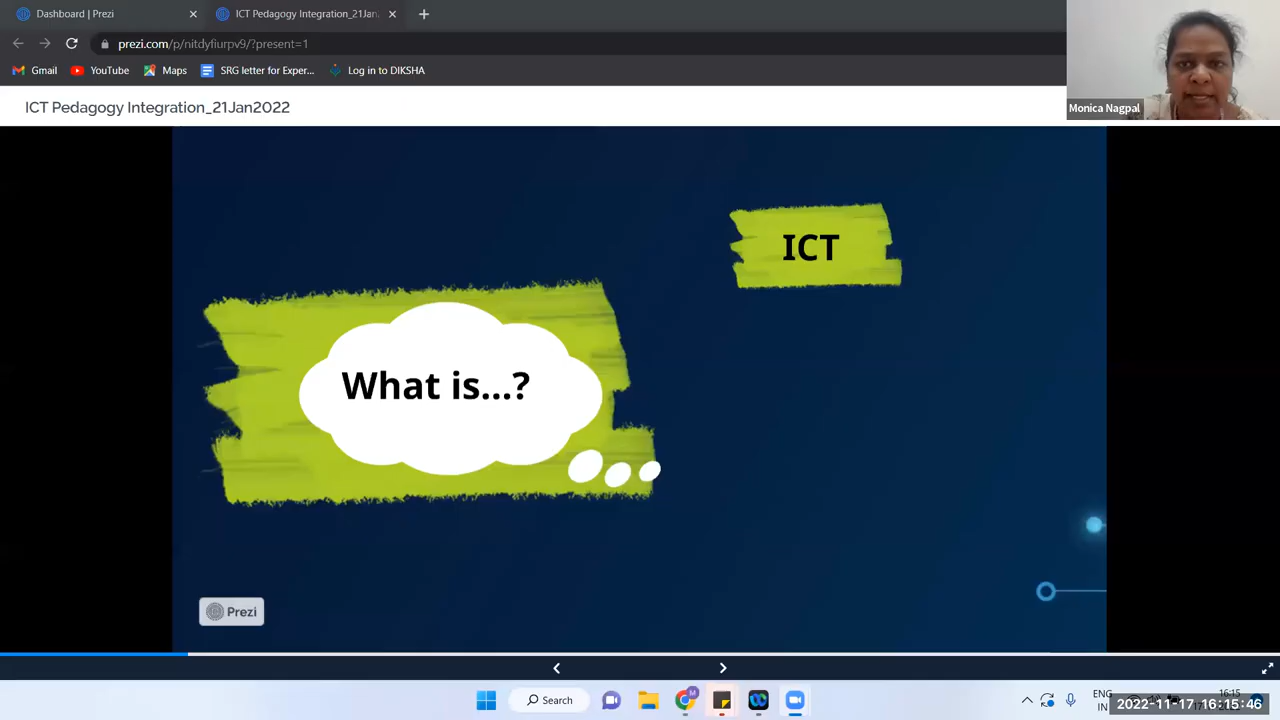 Dashboard | Prezi
ICT Pedagogy Integration_21Jan
prezi.com/p/nitdyfiurpv9/?present=1
Gmail
YouTube
Maps
SRG letter for Exper...
Log in to DIKSHA
Monica Nagpal
ICT Pedagogy Integration_21Jan2022
ICT
What is...?
Prezi
Search
ENG
IN
16:15
2022-11-17 16:15:46